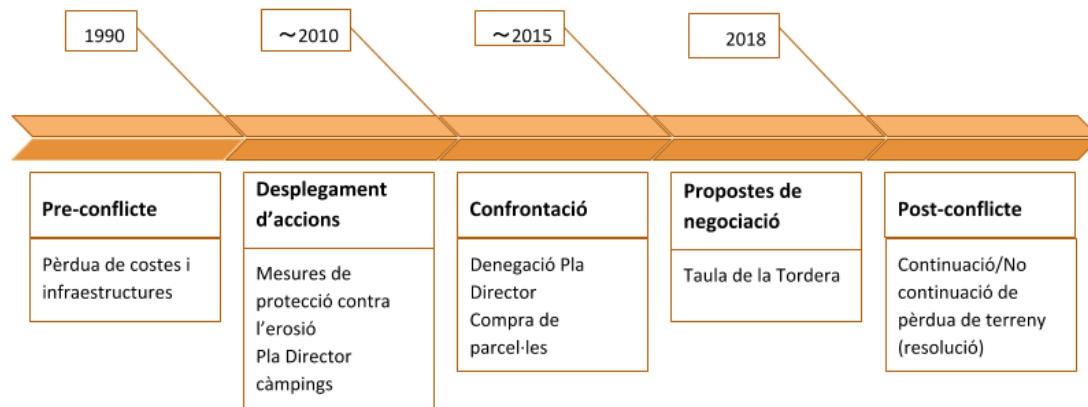 1990
~2010
~2015
2018
Pre-conflicte
Pèrdua de costes i
infraestructures
Desplegament
d'accions
Mesures de
protecció contra
l'erosió
Pla Director
càmpings
Confrontació
Denegació Pla
Director
Compra de
parcel·les
Propostes de
negociació
Taula de la Tordera
Post-conflicte
Continuació/No
continuació de
pèrdua de terreny
(resolució)